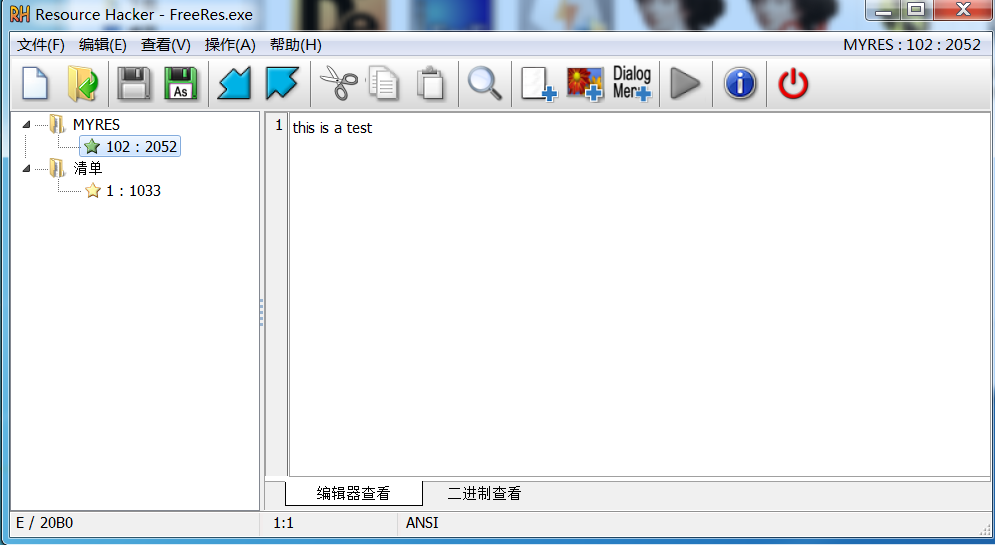 Resource Hacker - FreeRes.exe
文件(F) 编辑(E) 查看(V) 操作(A) 帮助(H) MYRES : 102 : 2052
As
Dialog
Menu
MYRES
102 : 2052
清单
1 : 1033
1 this is a test
编辑器查看 二进制查看
E / 20B0 1:1 ANSI